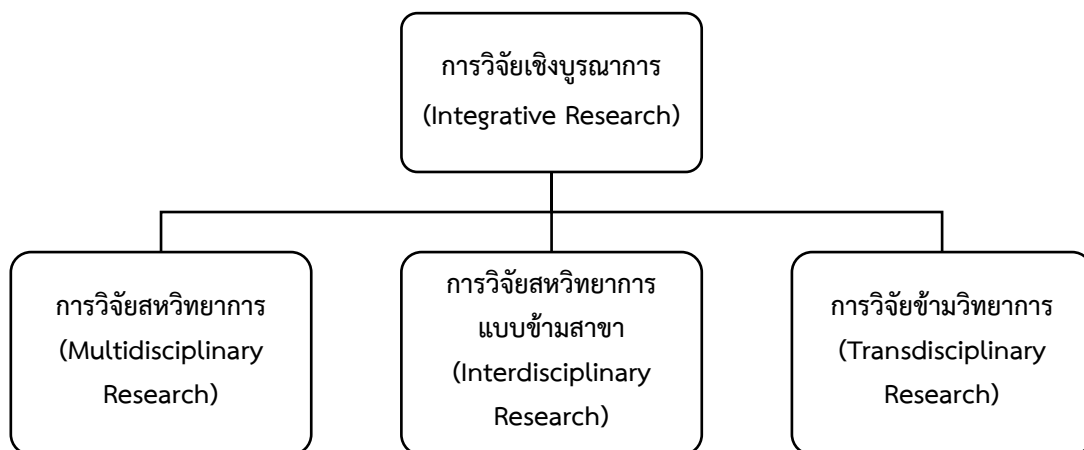 การวิจัยเชิงบูรณาการ
(Integrative Research)
การวิจัยสหวิทยาการ
(Multidisciplinary
Research)
การวิจัยสหวิทยาการ
แบบข้ามสาขา
(Interdisciplinary
Research)
การวิจัยข้ามวิทยาการ
(Transdisciplinary
Research)